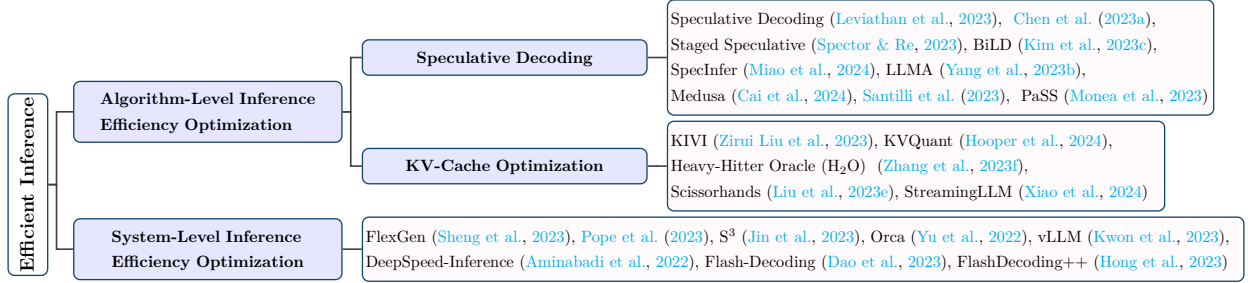 Efficient Inference
Algorithm-Level Inference
Efficiency Optimization
Speculative Decoding
Speculative Decoding (Leviathan et al., 2023), Chen et al. (2023a),
Staged Speculative (Spector & Re, 2023), BiLD (Kim et al., 2023c),
SpecInfer (Miao et al., 2024), LLMA (Yang et al., 2023b),
Medusa (Cai et al., 2024), Santilli et al. (2023), PaSS (Monea et al., 2023)
KV-Cache Optimization
KIVI (Zirui Liu et al., 2023), KVQuant (Hooper et al., 2024),
Heavy-Hitter Oracle (H₂O) (Zhang et al., 2023f),
Scissorhands (Liu et al., 2023e), StreamingLLM (Xiao et al., 2024)
System-Level Inference
Efficiency Optimization
FlexGen (Sheng et al., 2023), Pope et al. (2023), S³ (Jin et al., 2023), Orca (Yu et al., 2022), vLLM (Kwon et al., 2023),
DeepSpeed-Inference (Aminabadi et al., 2022), Flash-Decoding (Dao et al., 2023), FlashDecoding++ (Hong et al., 2023)